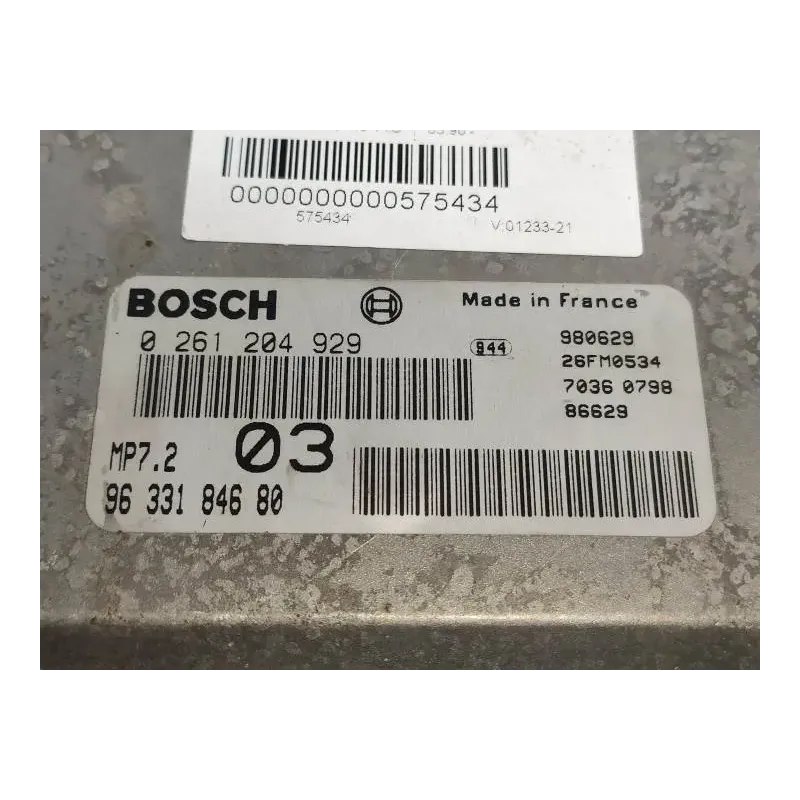 0000000000575434
575434 V:01233-21
BOSCH Made in France
0 261 204 929 944 980629
26FM0534
7036 0798
86629
MP7.2 03
96 331 846 80